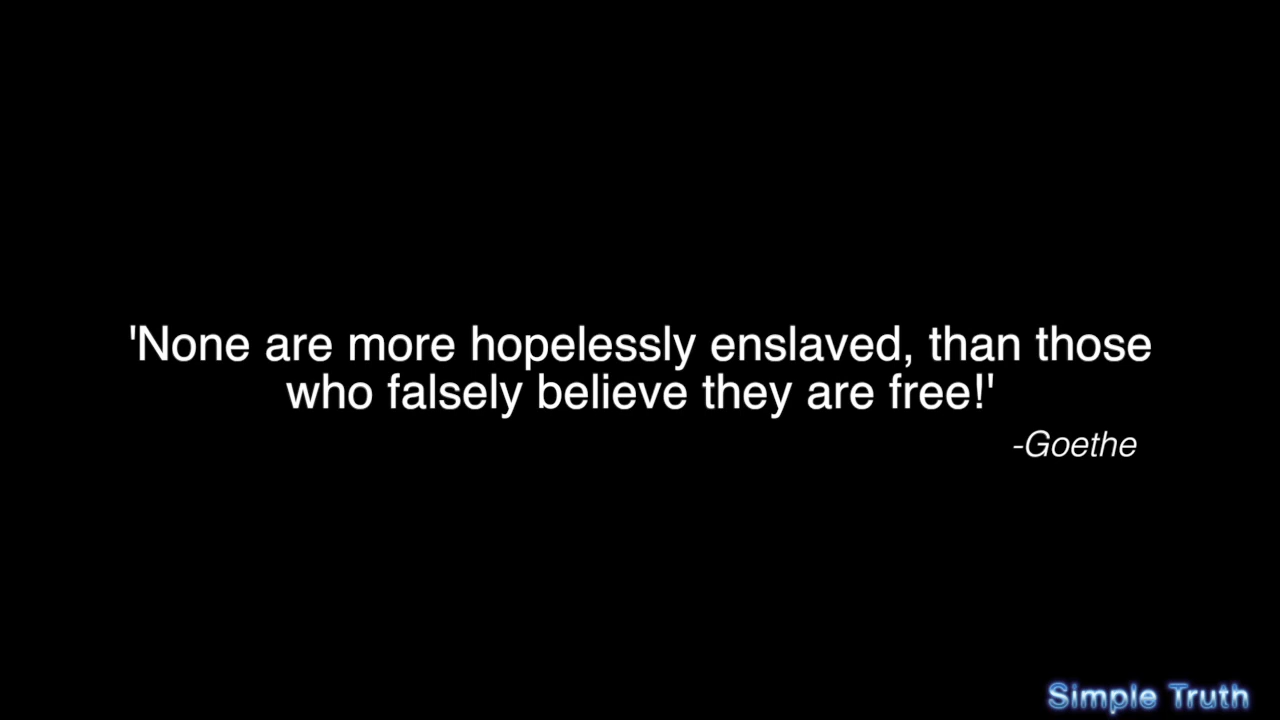 'None are more hopelessly enslaved, than those
who falsely believe they are free!'
-Goethe
Simple Truth